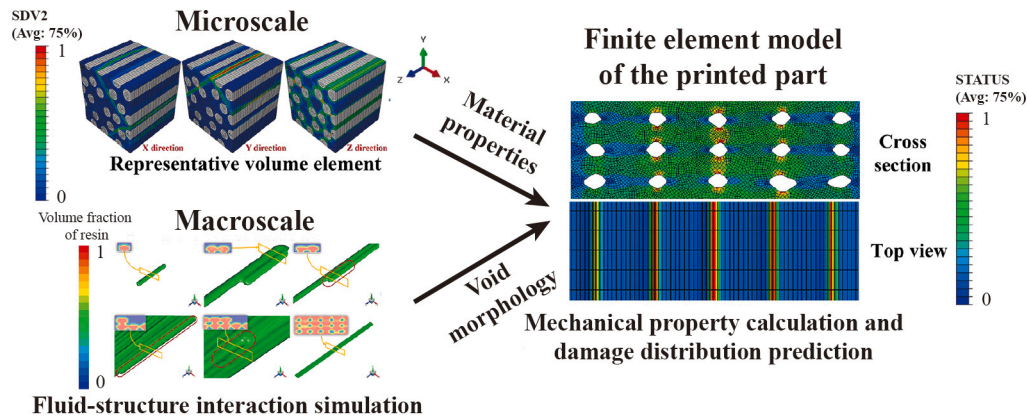 SDV2
(Avg: 75%)
1
0
Microscale
X direction
Y direction
Z direction
Y
Z
X
Representative volume element
Macroscale
Volume fraction
of resin
1
0
Fluid-structure interaction simulation
Material
properties
Void
morphology
Finite element model
of the printed part
Cross
section
Top view
STATUS
(Avg: 75%)
1
0
Mechanical property calculation and
damage distribution prediction